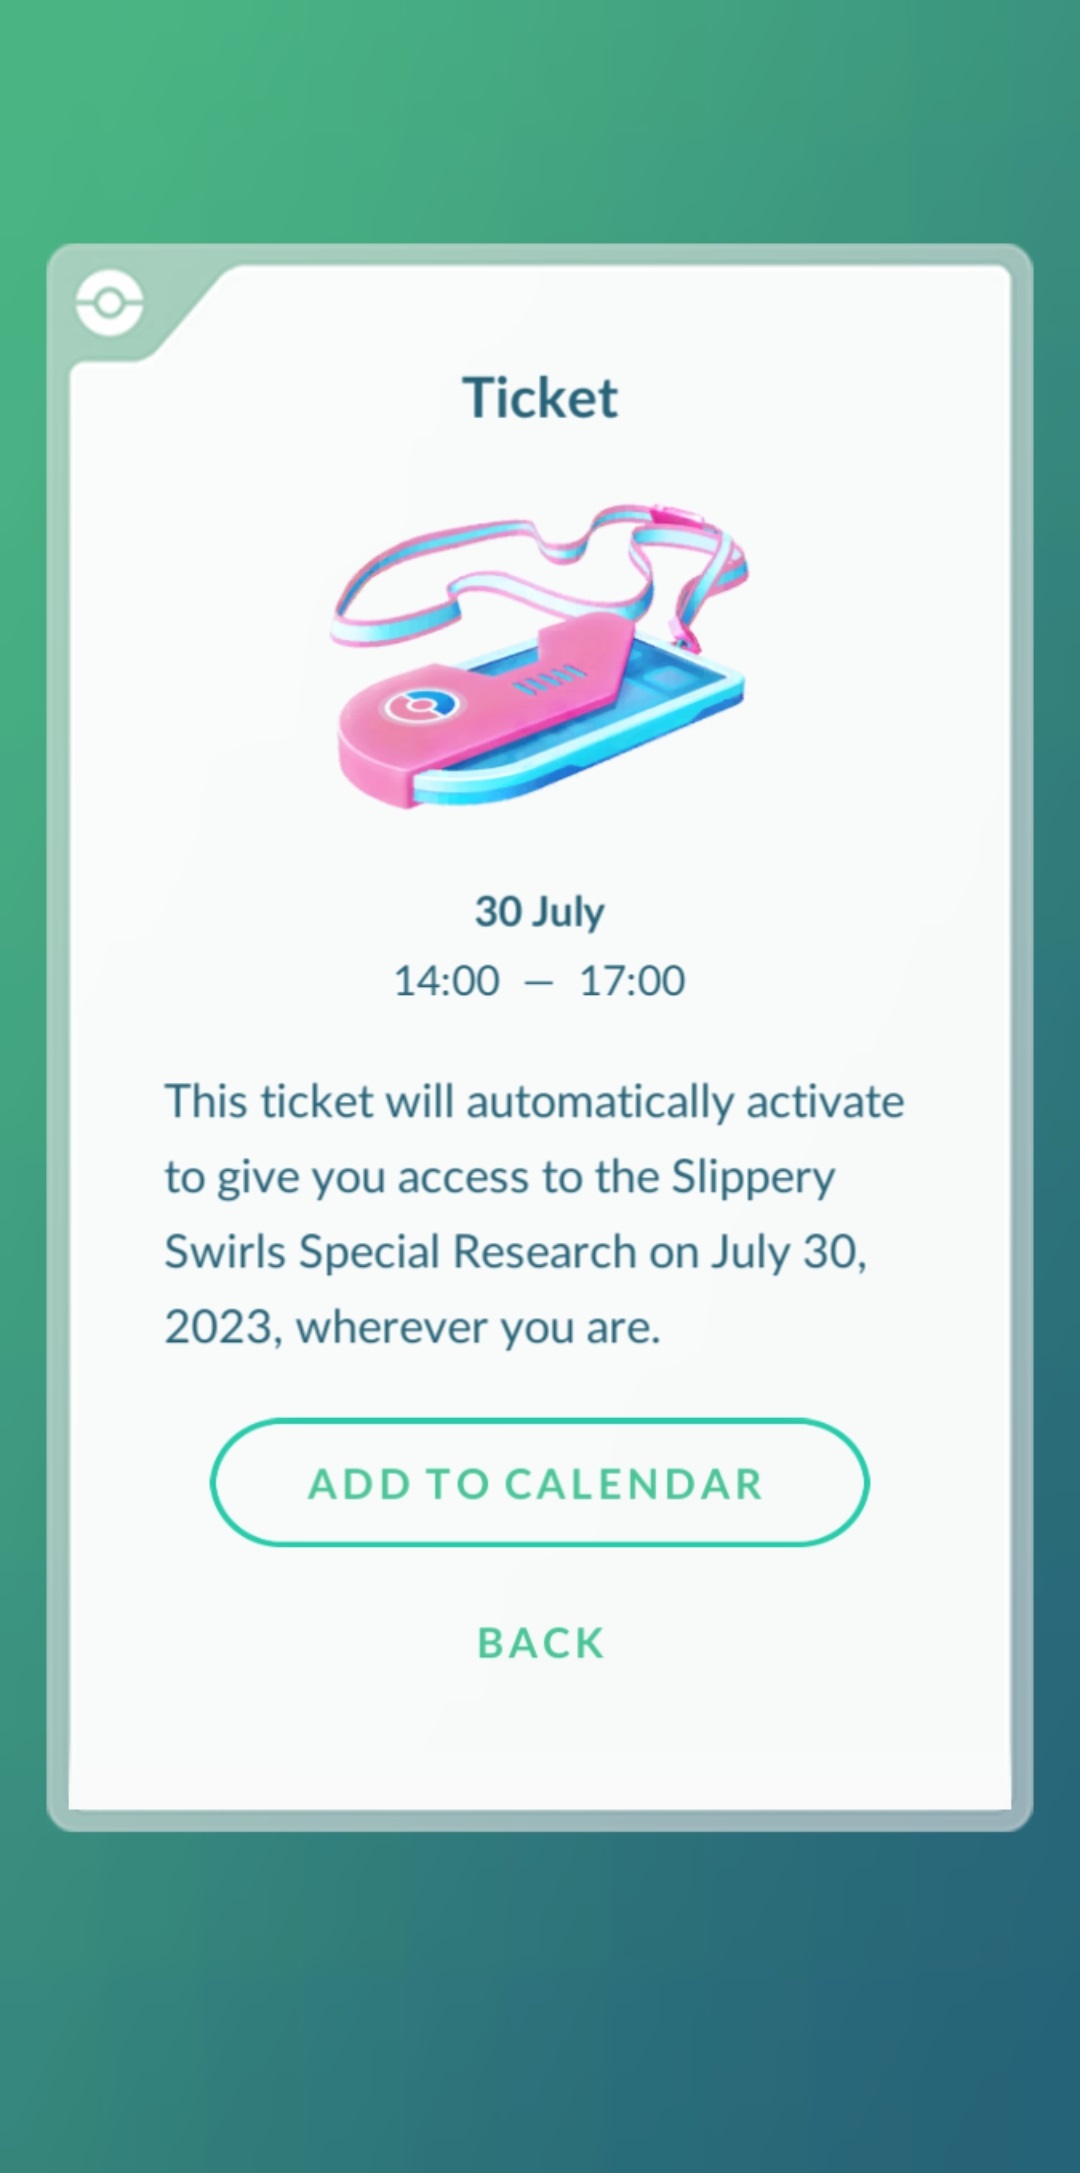 Ticket
30 July
14:00 — 17:00
This ticket will automatically activate
to give you access to the Slippery
Swirls Special Research on July 30,
2023, wherever you are.
ADD TO CALENDAR
BACK